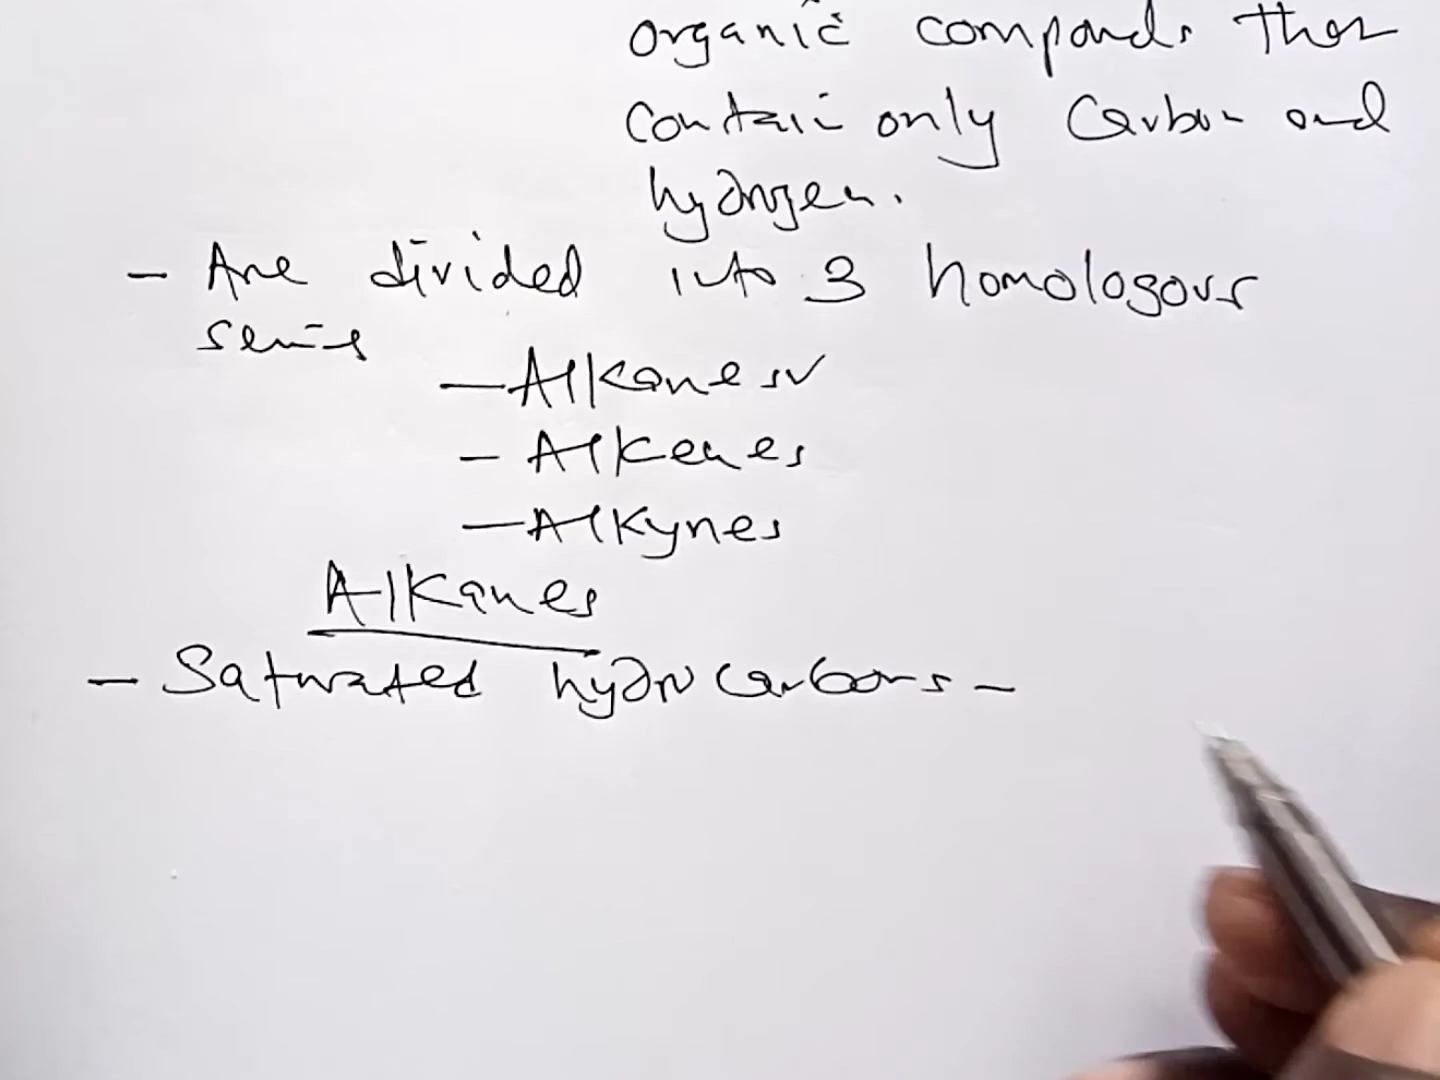 organic compounds that
contain only Carbon and
hydrogen.
- Are divided into 3 homologous
series
- Alkanes ✓
- Alkenes
- Alkynes
Alkanes
- Saturated hydrocarbons -